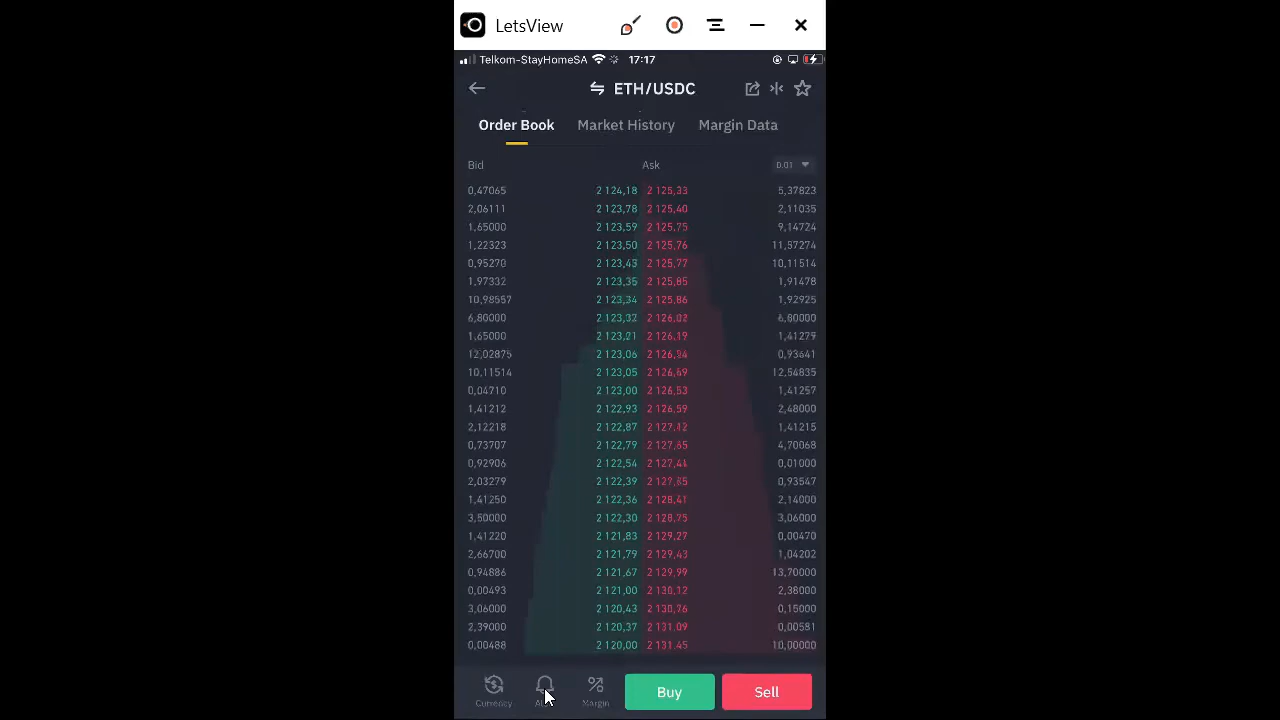 LetsView
Telkom-StayHomeSA 17:17
ETH/USDC
Order Book Market History Margin Data
Bid Ask 0.01
0,47065 2 124,18 2 125,33 5,37823
2,06111 2 123,78 2 125,40 2,11035
1,65000 2 123,59 2 125,75 9,14724
1,22323 2 123,50 2 125,76 11,57274
0,95270 2 123,43 2 125,77 10,11514
1,97332 2 123,35 2 125,85 1,91478
10,98557 2 123,34 2 125,86 1,92925
6,80000 2 123,32 2 126,02 6,80000
1,65000 2 123,21 2 126,19 1,41279
12,02875 2 123,06 2 126,34 0,93641
10,11514 2 123,05 2 126,49 12,54835
0,04710 2 123,00 2 126,53 1,41257
1,41212 2 122,93 2 126,59 2,48000
2,12218 2 122,87 2 127,12 1,41215
0,73707 2 122,79 4,70068
0,92906 2 122,54 2 127,44 0,01000
2,03279 2 122,39 0,93547
1,41250 2 122,36 2 128,41 2,14000
3,50000 2 122,30 2 128,75 3,06000
1,41220 2 121,83 2 129,27 0,00470
2,66700 2 121,79 2 129,43 1,04202
0,94886 2 121,67 2 129,99 13,70000
0,00493 2 121,00 2 130,12 2,38000
3,06000 2 120,43 2 130,76 0,15000
2,39000 2 120,37 2 131,09 0,00581
0,00488 2 120,00 2 131,45 10,00000
Currency Margin Buy Sell